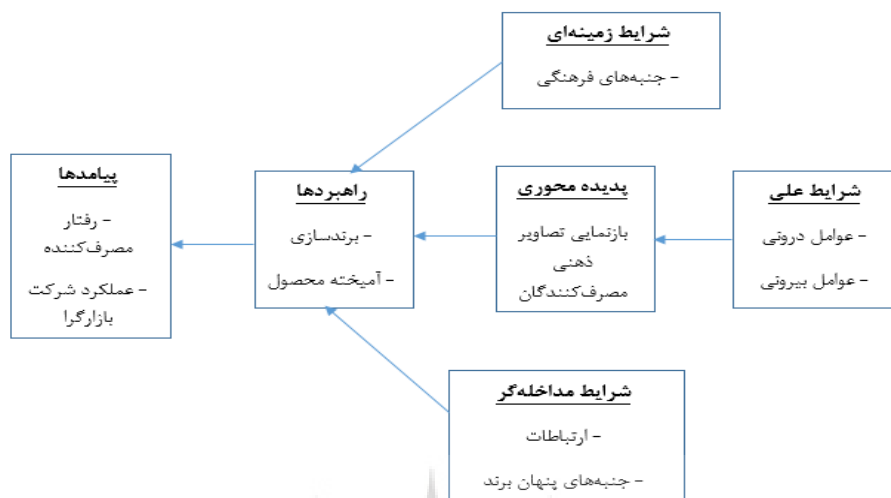 شرایط زمینه‌ای
- جنبه‌های فرهنگی
شرایط علی
- عوامل درونی
- عوامل بیرونی
پدیده محوری
بازنمایی تصاویر
ذهنی
مصرف‌کنندگان
راهبردها
- برندسازی
- آمیخته محصول
پیامدها
- رفتار
مصرف‌کننده
- عملکرد شرکت
بازارگرا
شرایط مداخله‌گر
- ارتباطات
- جنبه‌های پنهان برند